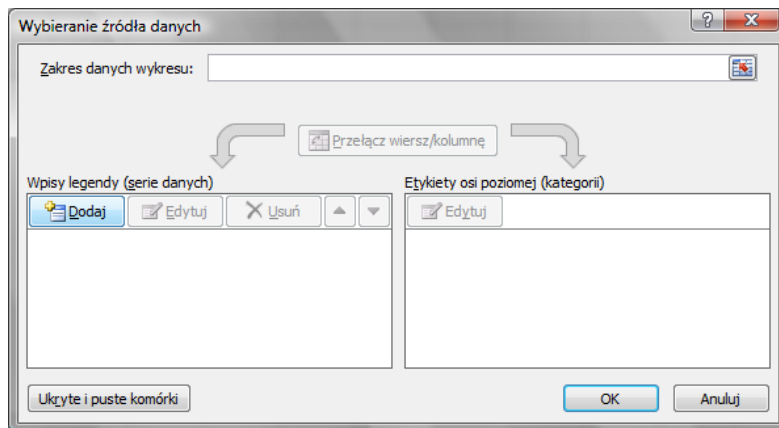 Wybieranie źródła danych
Zakres danych wykresu:
Przełącz wiersz/kolumnę
Wpisy legendy (serie danych)
Dodaj Edytuj Usuń
Etykiety osi poziomej (kategorii)
Edytuj
Ukryte i puste komórki OK Anuluj